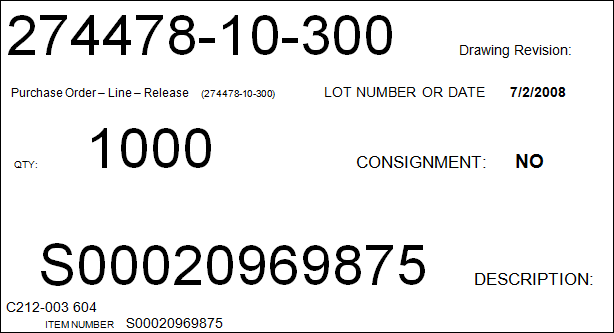 274478-10-300 Drawing Revision:
Purchase Order – Line – Release (274478-10-300) LOT NUMBER OR DATE 7/2/2008
QTY: 1000 CONSIGNMENT: NO
S00020969875 DESCRIPTION:
C212-003 604
ITEM NUMBER S00020969875